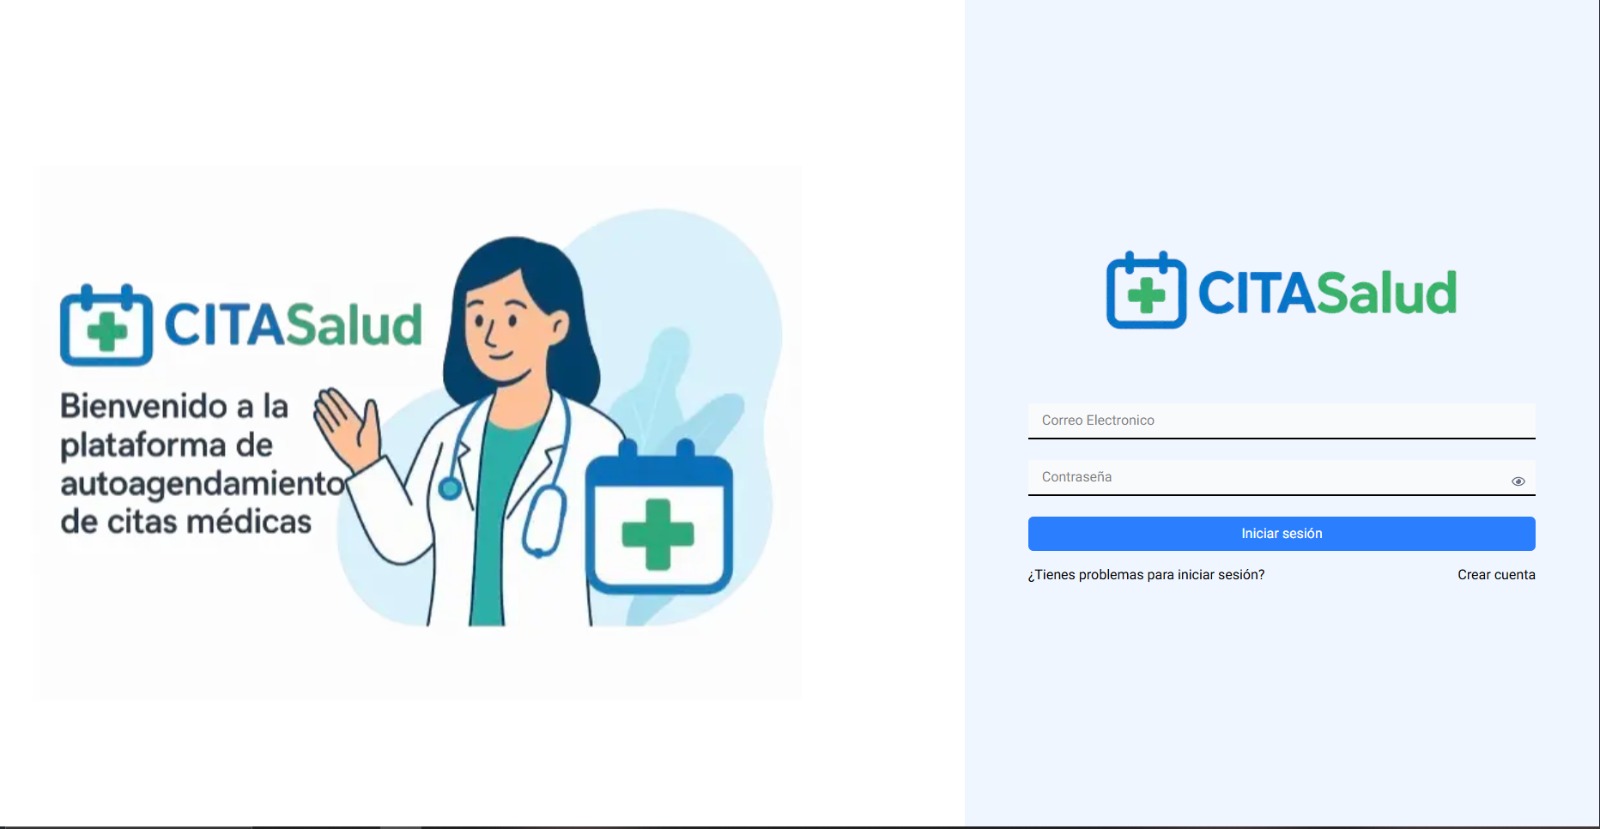 CITASalud
Bienvenido a la
plataforma de
autoagendamiento
de citas médicas
CITASalud
Correo Electronico
Contraseña
Iniciar sesión
¿Tienes problemas para iniciar sesión?
Crear cuenta